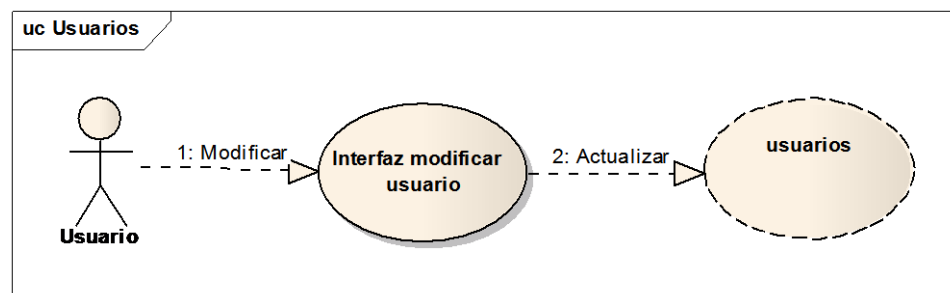 uc Usuarios
1: Modificar
Interfaz modificar
usuario
2: Actualizar
usuarios
Usuario